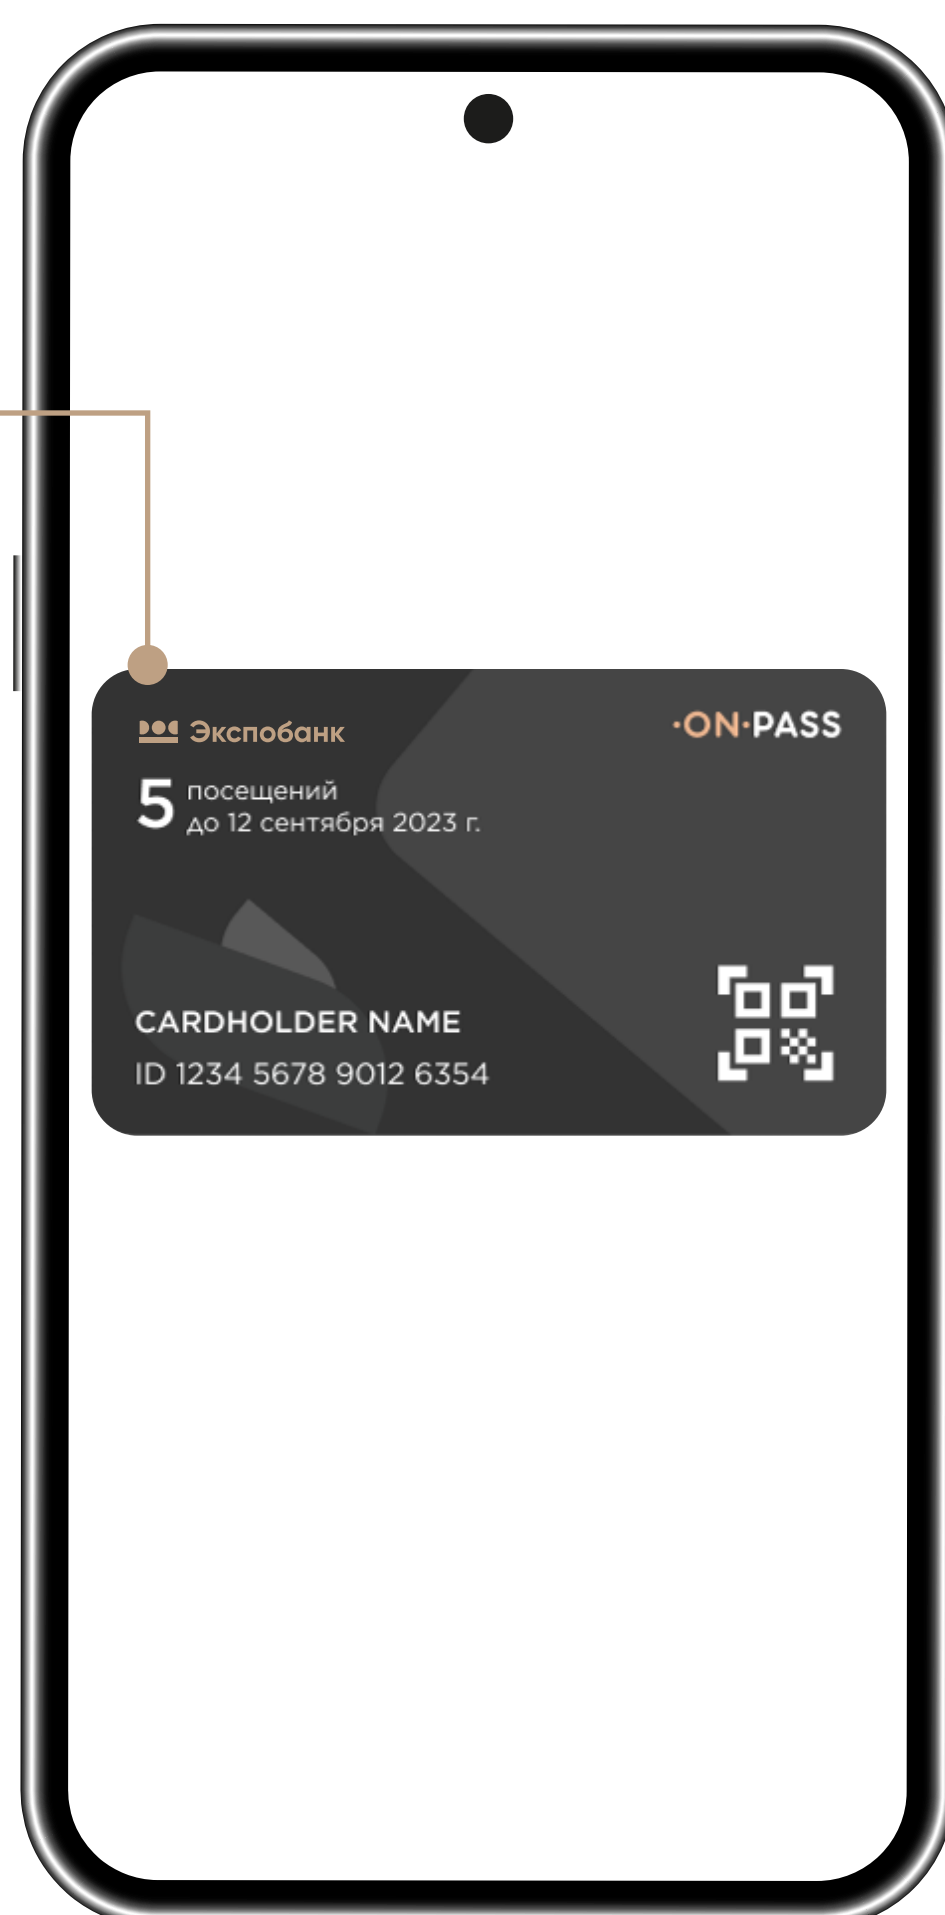 Экспобанк
·ON·PASS
5 посещений
до 12 сентября 2023 г.
CARDHOLDER NAME
ID 1234 5678 9012 6354